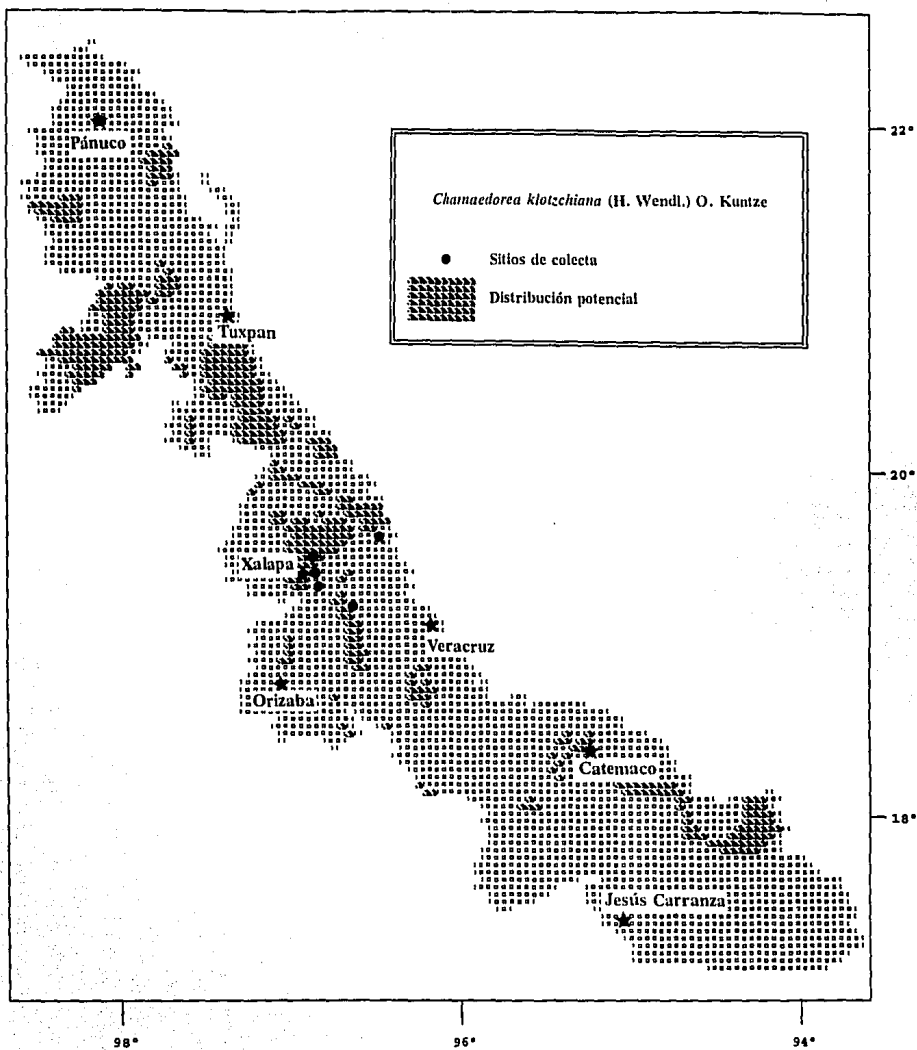 Pánuco
22°
Chamaedorea klotzchiana (H. Wendl.) O. Kuntze
Sitios de colecta
Distribución potencial
Tuxpan
20°
Xalapa
Veracruz
Orizaba
Catemaco
18°
Jesús Carranza
98°
96°
94°